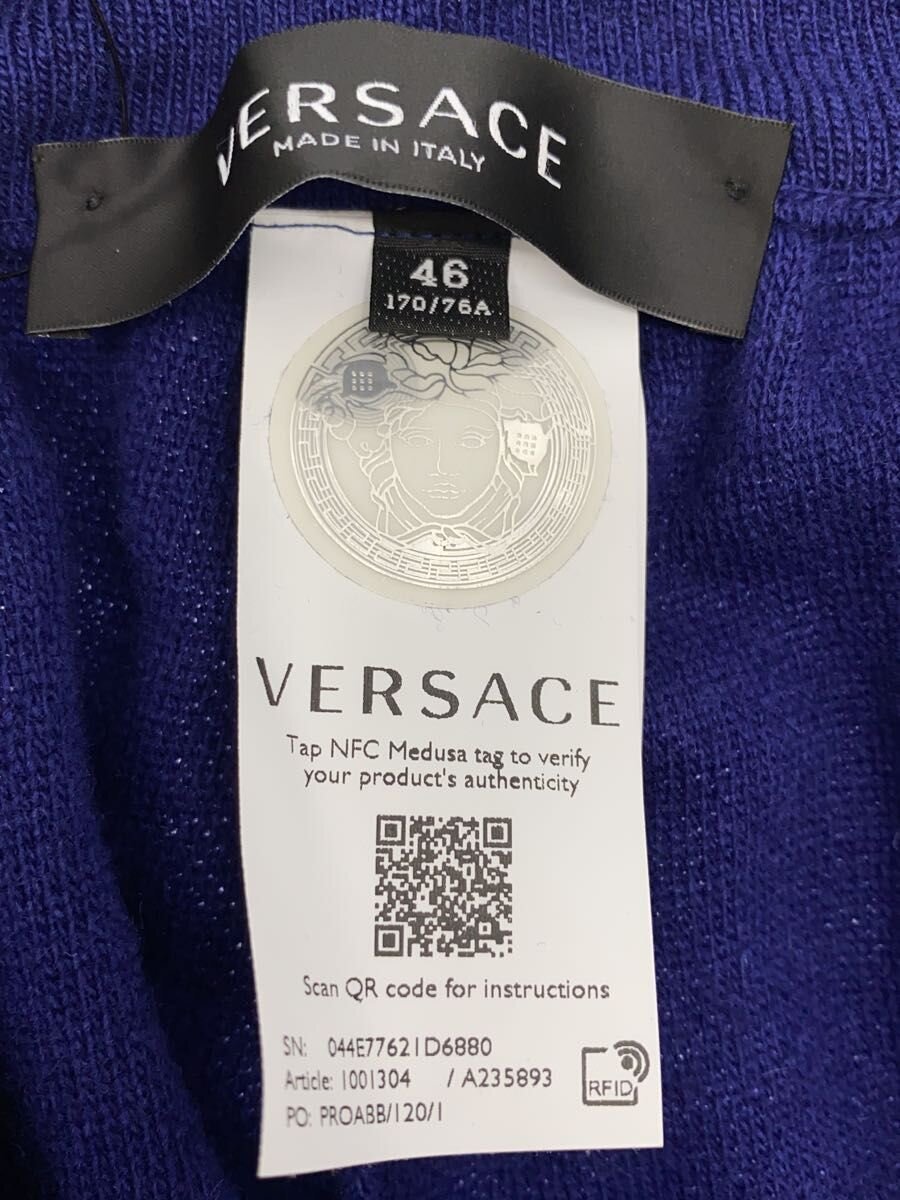 VERSACE
MADE IN ITALY
46
170/76A
VERSACE
Tap NFC Medusa tag to verify
your product's authenticity
Scan QR code for instructions
SN: 044E77621D6880
Article: 1001304 / A235893
PO: PROABB/120/1
RFID